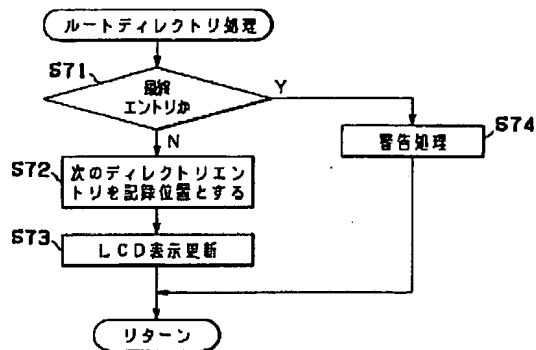 ルートディレクトリ処理
S71
最終
エントリか
Y
N
S74
警告処理
S72
次のディレクトリエン
トリを記録位置とする
S73
LCD表示更新
リターン